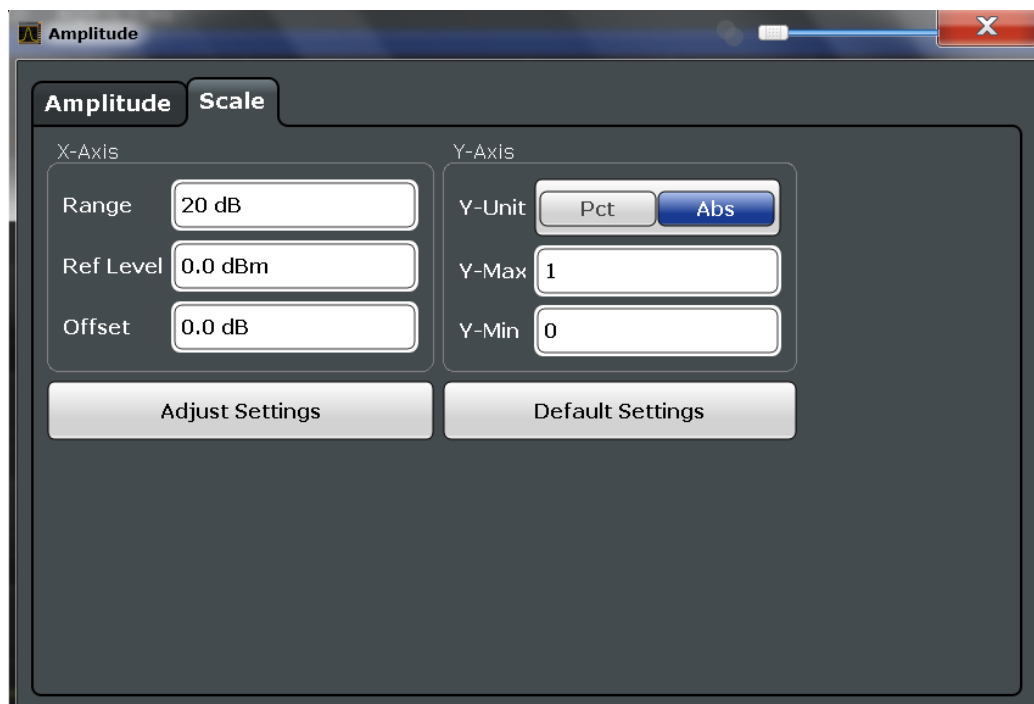 Amplitude
X
Amplitude Scale
X-Axis
Range 20 dB
Ref Level 0.0 dBm
Offset 0.0 dB
Adjust Settings
Y-Axis
Y-Unit Pct Abs
Y-Max 1
Y-Min 0
Default Settings